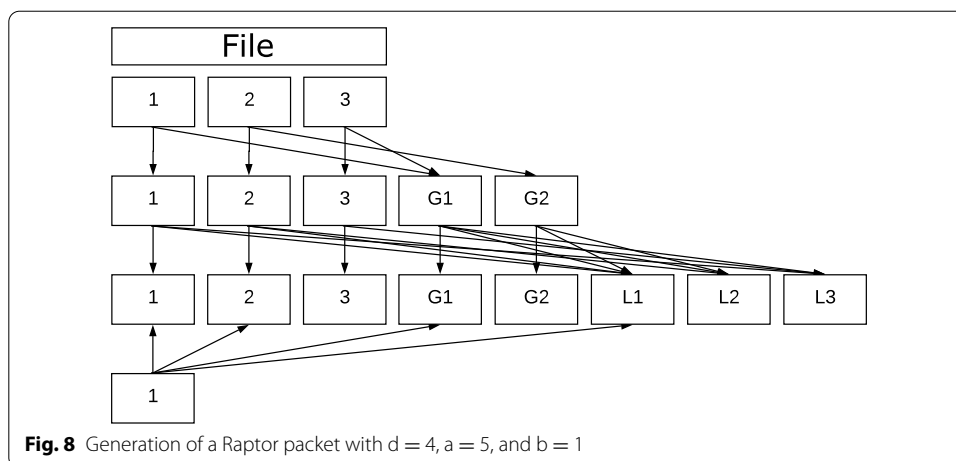 File
1 2 3
1 2 3 G1 G2
1 2 3 G1 G2 L1 L2 L3
1
Fig. 8 Generation of a Raptor packet with d = 4, a = 5, and b = 1